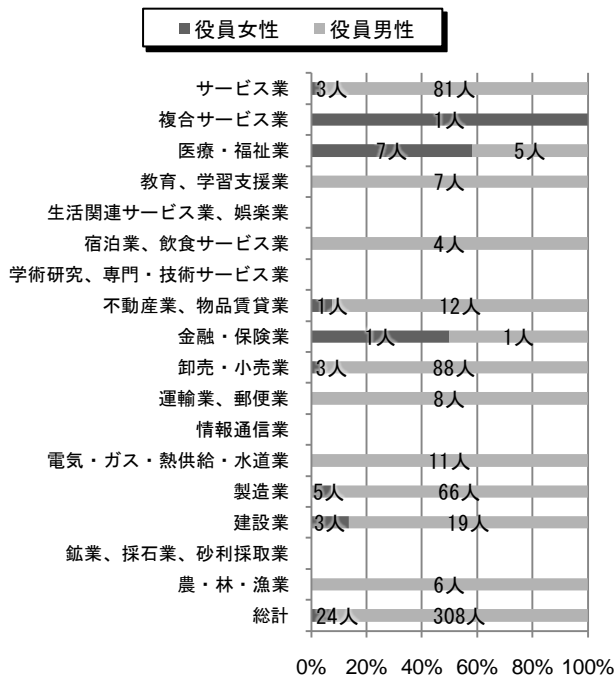 ■役員女性 ■役員男性
サービス業 3人 81人
複合サービス業 1人
医療・福祉業 7人 5人
教育、学習支援業 7人
生活関連サービス業、娯楽業
宿泊業、飲食サービス業 4人
学術研究、専門・技術サービス業
不動産業、物品賃貸業 1人 12人
金融・保険業 1人 1人
卸売・小売業 3人 88人
運輸業、郵便業 8人
情報通信業
電気・ガス・熱供給・水道業 11人
製造業 5人 66人
建設業 3人 19人
鉱業、採石業、砂利採取業
農・林・漁業 6人
総計 24人 308人
0% 20% 40% 60% 80% 100%